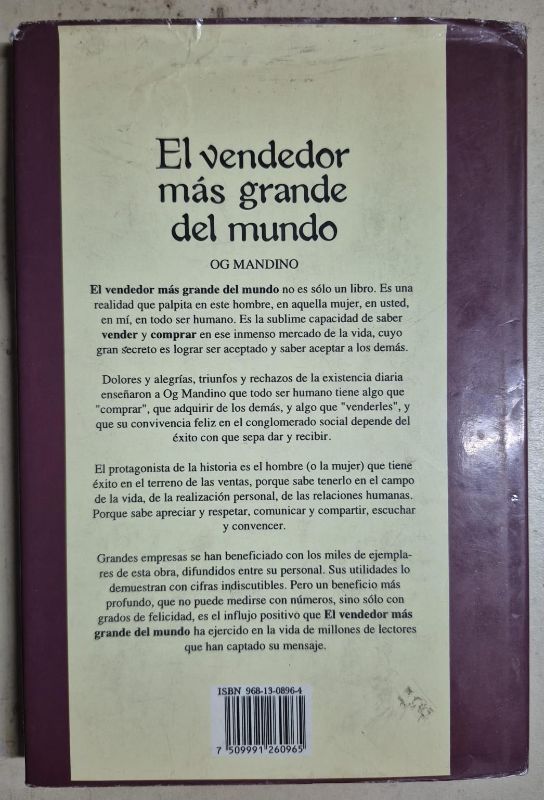 El vendedor
más grande
del mundo
OG MANDINO
El vendedor más grande del mundo no es sólo un libro. Es una
realidad que palpita en este hombre, en aquella mujer, en usted,
en mí, en todo ser humano. Es la sublime capacidad de saber
vender y comprar en ese inmenso mercado de la vida, cuyo
gran secreto es lograr ser aceptado y saber aceptar a los demás.
Dolores y alegrías, triunfos y rechazos de la existencia diaria
enseñaron a Og Mandino que todo ser humano tiene algo que
"comprar", que adquirir de los demás, y algo que "venderles", y
que su convivencia feliz en el conglomerado social depende del
éxito con que sepa dar y recibir.
El protagonista de la historia es el hombre (o la mujer) que tiene
éxito en el terreno de las ventas, porque sabe tenerlo en el campo
de la vida, de la realización personal, de las relaciones humanas.
Porque sabe apreciar y respetar, comunicar y compartir, escuchar
y convencer.
Grandes empresas se han beneficiado con los miles de ejempla-
res de esta obra, difundidos entre su personal. Sus utilidades lo
demuestran con cifras indiscutibles. Pero un beneficio más
profundo, que no puede medirse con números, sino sólo con
grados de felicidad, es el influjo positivo que El vendedor más
grande del mundo ha ejercido en la vida de millones de lectores
que han captado su mensaje.
ISBN 968-13-0896-4
7 509991 260965